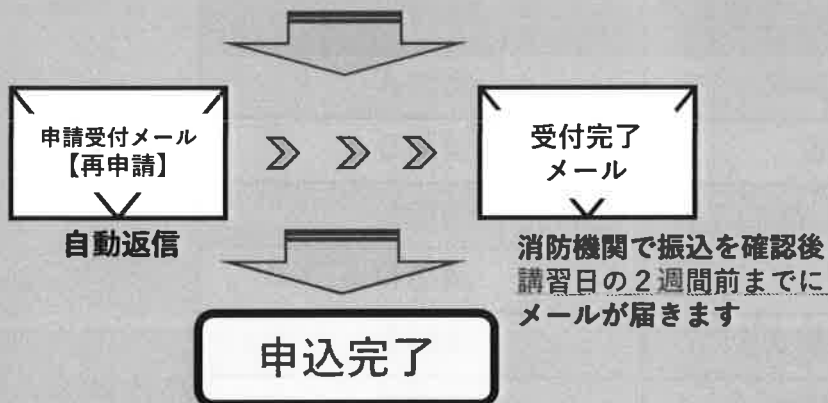 申請受付メール
【再申請】
自動返信
受付完了
メール
消防機関で振込を確認後
講習日の２週間前までに
メールが届きます
申込完了